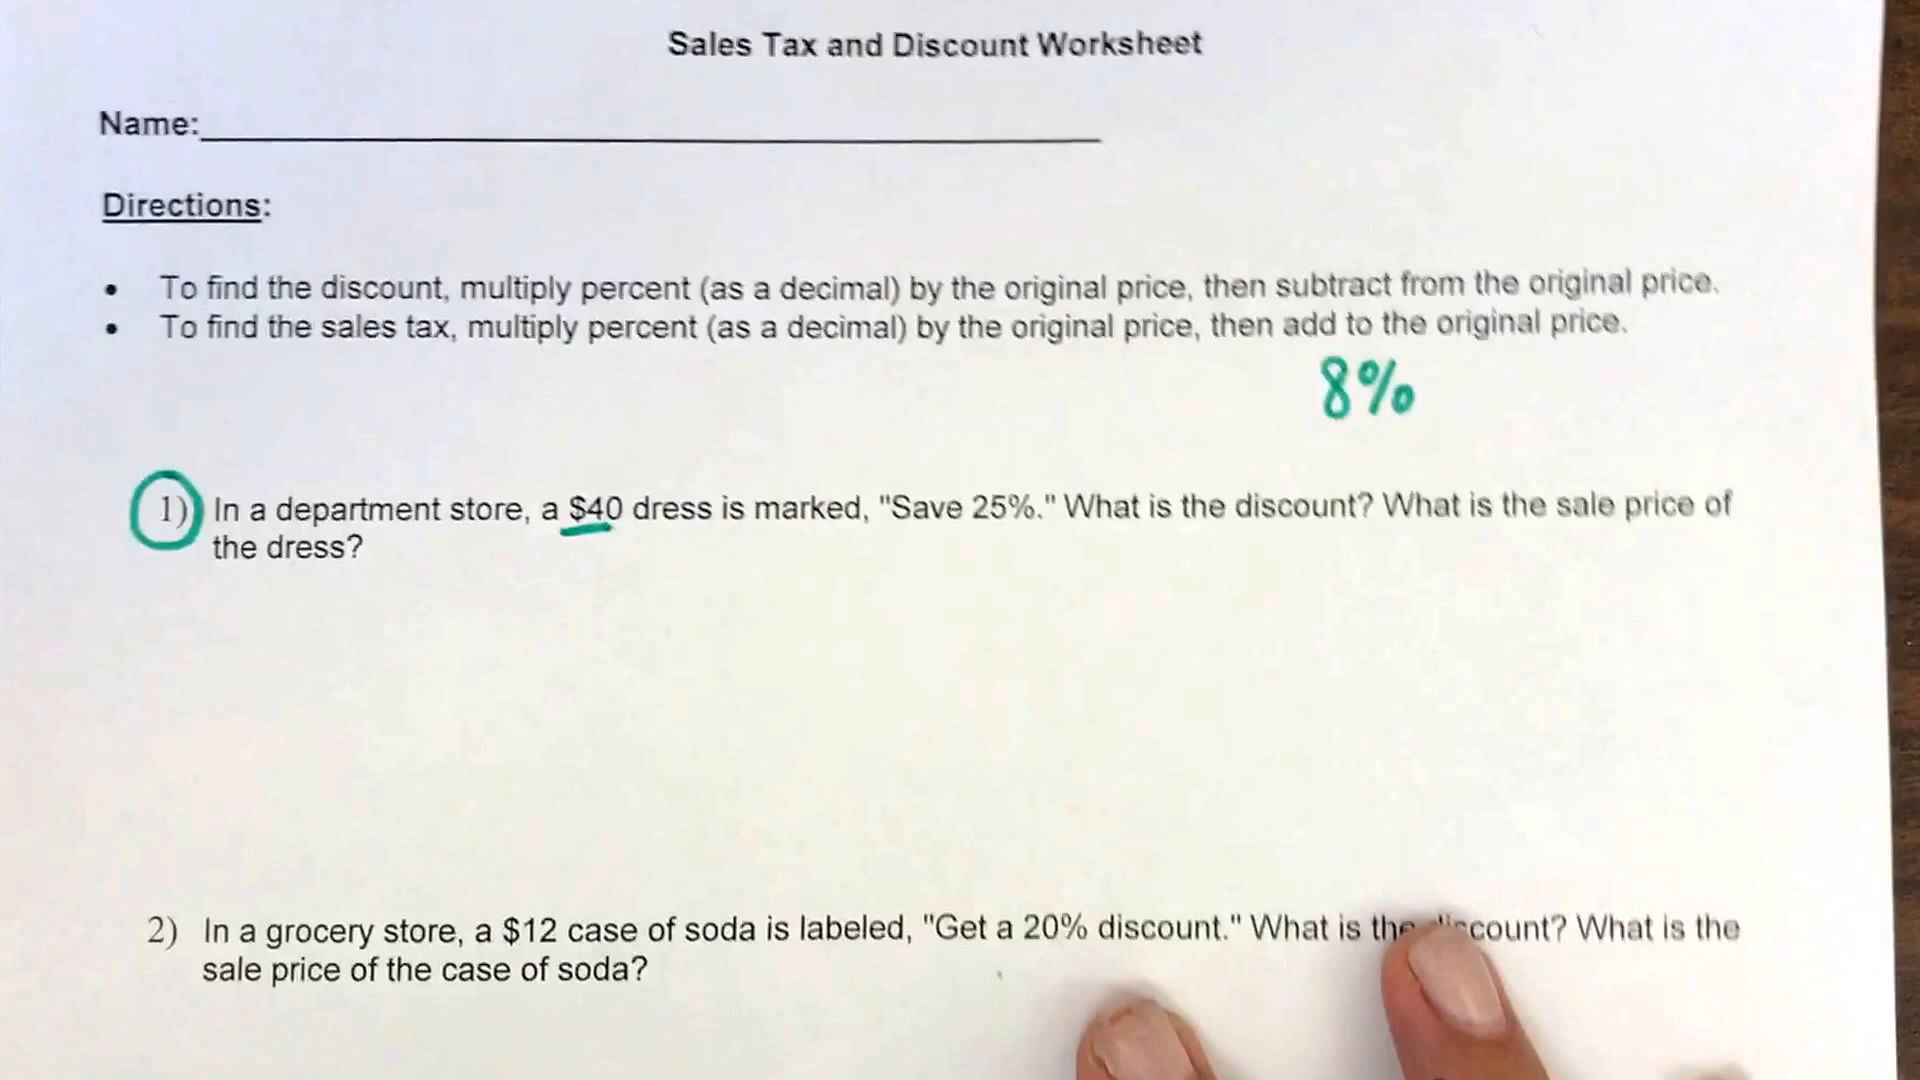 Sales Tax and Discount Worksheet
Name:
Directions:
• To find the discount, multiply percent (as a decimal) by the original price, then subtract from the original price.
• To find the sales tax, multiply percent (as a decimal) by the original price, then add to the original price.
8%
1) In a department store, a $40 dress is marked, "Save 25%." What is the discount? What is the sale price of
the dress?
2) In a grocery store, a $12 case of soda is labeled, "Get a 20% discount." What is the discount? What is the
sale price of the case of soda?